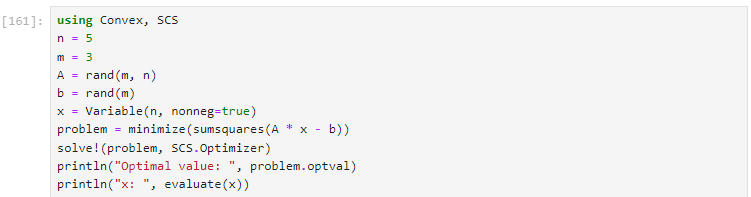 [161]: using Convex, SCS
n = 5
m = 3
A = rand(m, n)
b = rand(m)
x = Variable(n, nonneg=true)
problem = minimize(sumsquares(A * x - b))
solve!(problem, SCS.Optimizer)
println("Optimal value: ", problem.optval)
println("x: ", evaluate(x))